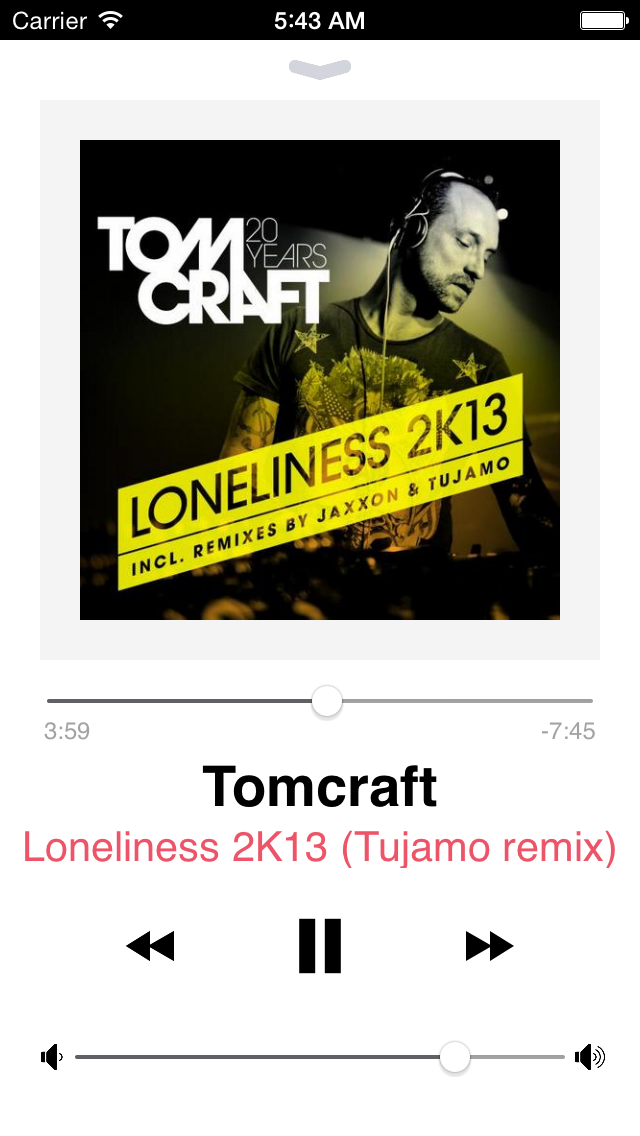 Carrier 5:43 AM
TOM 20 YEARS
CRAFT
LONELINESS 2K13
INCL. REMIXES BY JAXXON & TUJAMO
3:59 -7:45
Tomcraft
Loneliness 2K13 (Tujamo remix)